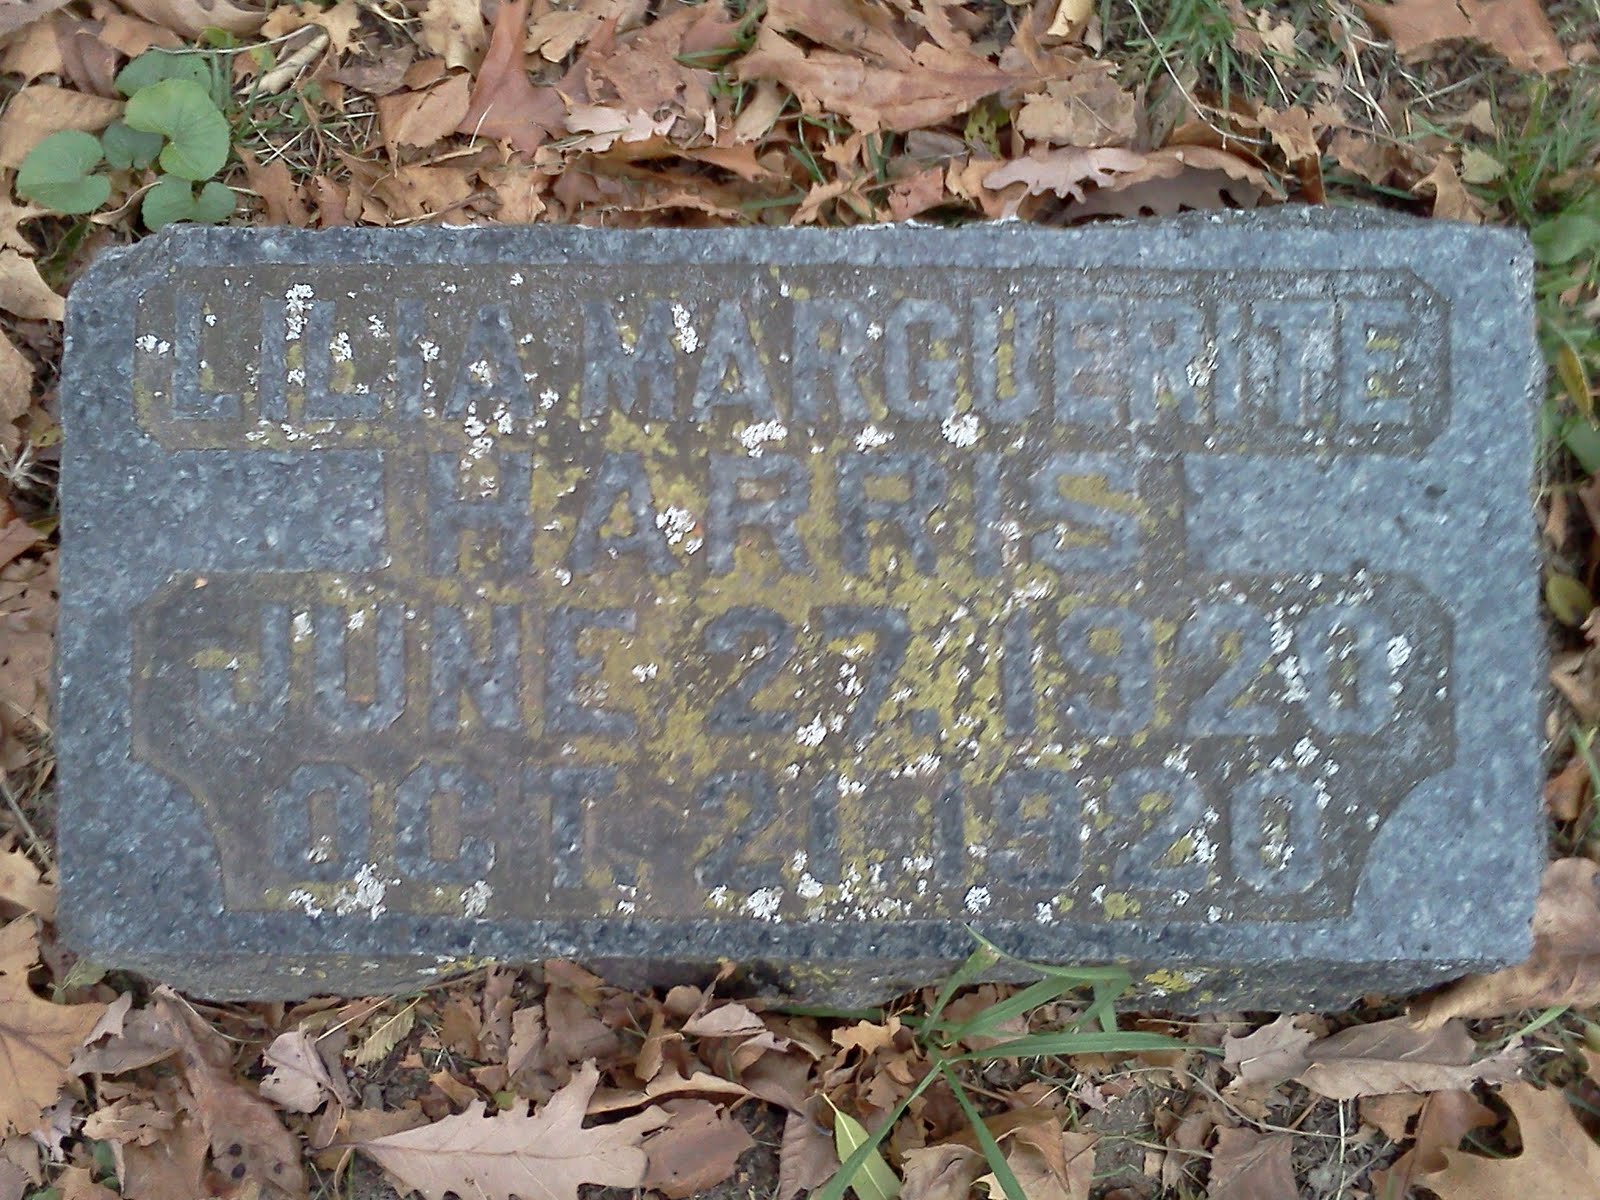 LILIA MARGUERITE
HARRIS
JUNE 27. 1920
OCT. 21. 1920